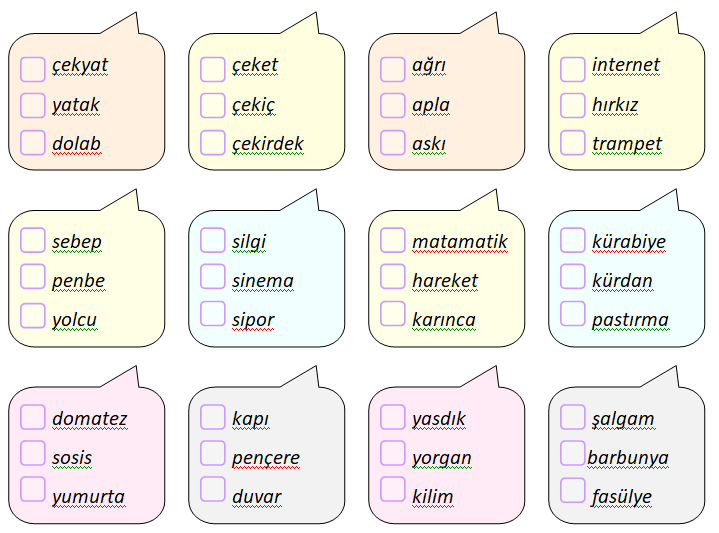 çekyat
yatak
dolab
çeket
çekiç
çekirdek
ağrı
apla
askı
internet
hırkız
trampet
sebep
penbe
yolcu
silgi
sinema
sipor
matamatik
hareket
karınca
kürabiye
kürdan
pastırma
domatez
sosis
yumurta
kapı
pençere
duvar
yasdık
yorgan
kilim
şalgam
barbunya
fasülye